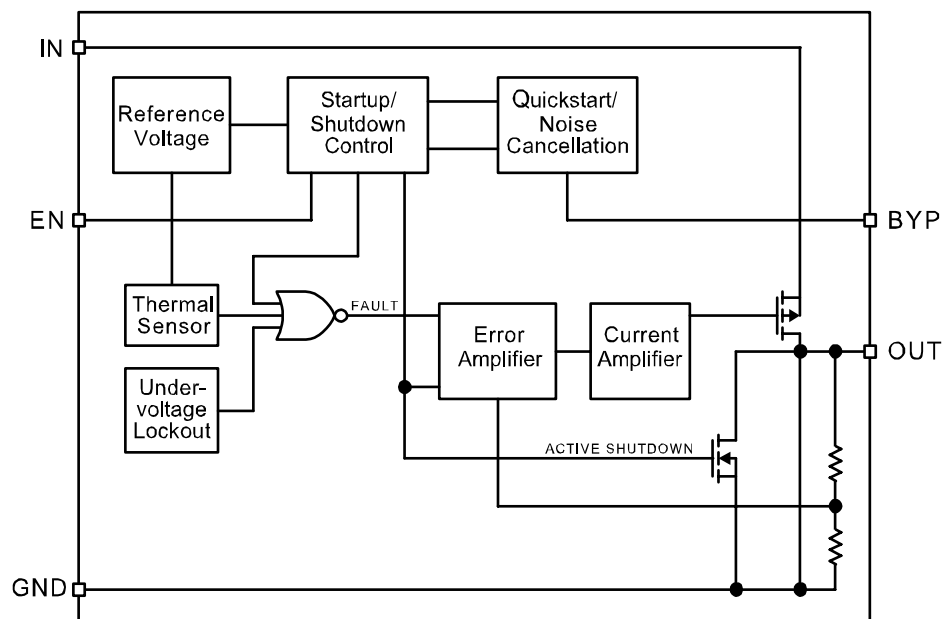 IN
Reference
Voltage
Startup/
Shutdown
Control
Quickstart/
Noise
Cancellation
EN
BYP
Thermal
Sensor
FAULT
Error
Amplifier
Current
Amplifier
OUT
Under-
voltage
Lockout
ACTIVE SHUTDOWN
GND